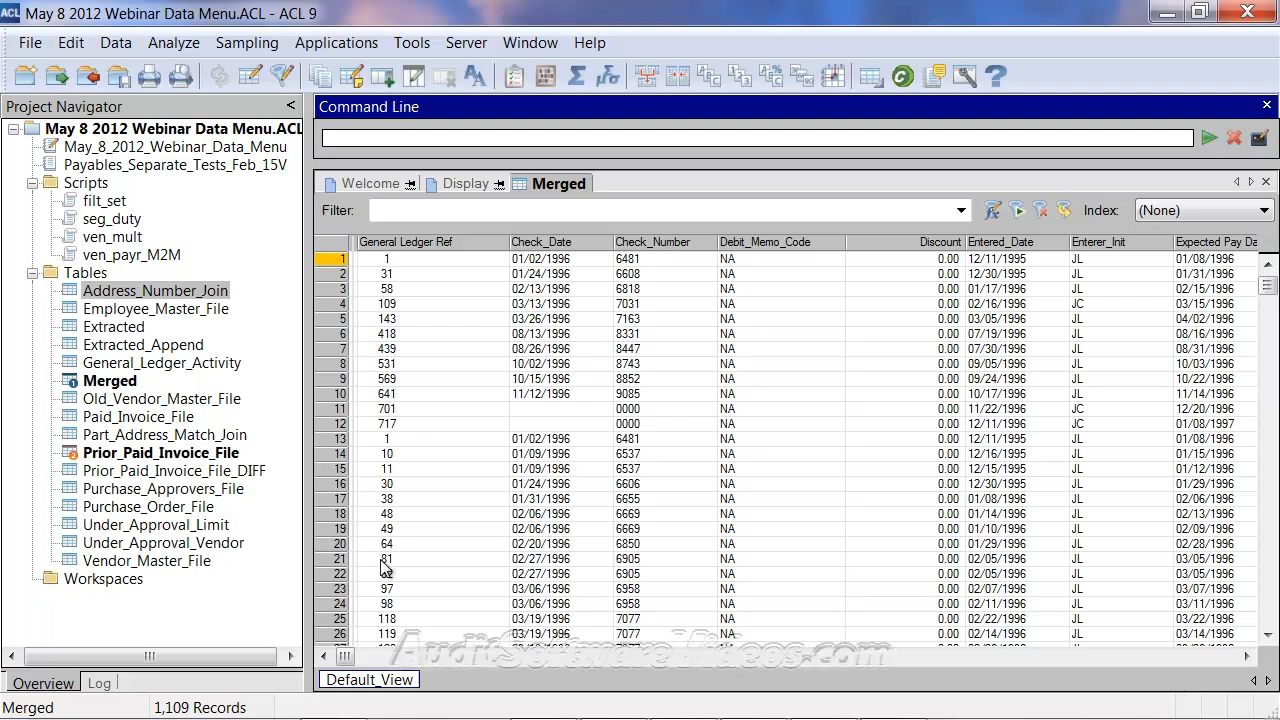 ACL May 8 2012 Webinar Data Menu.ACL - ACL 9
File Edit Data Analyze Sampling Applications Tools Server Window Help
Project Navigator <
May 8 2012 Webinar Data Menu.ACL
May_8_2012_Webinar_Data_Menu
Payables_Separate_Tests_Feb_15V
Scripts
filt_set
seg_duty
ven_mult
ven_payr_M2M
Tables
Address_Number_Join
Employee_Master_File
Extracted
Extracted_Append
General_Ledger_Activity
Merged
Old_Vendor_Master_File
Paid_Invoice_File
Part_Address_Match_Join
Prior_Paid_Invoice_File
Prior_Paid_Invoice_File_DIFF
Purchase_Approvers_File
Purchase_Order_File
Under_Approval_Limit
Under_Approval_Vendor
Vendor_Master_File
Workspaces
Overview Log
Command Line
Welcome Display Merged
Filter: Index: (None)
General Ledger Ref Check_Date Check_Number Debit_Memo_Code Discount Entered_Date Enterer_Init Expected Pay Da
1 1 01/02/1996 6481 NA 0.00 12/11/1995 JL 01/08/1996
2 31 01/24/1996 6608 NA 0.00 12/30/1995 JL 01/31/1996
3 58 02/13/1996 6818 NA 0.00 01/17/1996 JL 02/15/1996
4 109 03/13/1996 7031 NA 0.00 02/16/1996 JC 03/15/1996
5 143 03/26/1996 7163 NA 0.00 03/05/1996 JL 04/02/1996
6 418 08/13/1996 8331 NA 0.00 07/19/1996 JL 08/16/1996
7 439 08/26/1996 8447 NA 0.00 07/30/1996 JL 08/31/1996
8 531 10/02/1996 8743 NA 0.00 09/05/1996 JL 10/03/1996
9 569 10/15/1996 8852 NA 0.00 09/24/1996 JL 10/22/1996
10 641 11/12/1996 9085 NA 0.00 10/17/1996 JL 11/14/1996
11 701 0000 NA 0.00 11/22/1996 JC 12/20/1996
12 717 0000 NA 0.00 12/11/1996 JC 01/08/1997
13 1 01/02/1996 6481 NA 0.00 12/11/1995 JL 01/08/1996
14 10 01/09/1996 6537 NA 0.00 12/16/1995 JL 01/15/1996
15 11 01/09/1996 6537 NA 0.00 12/15/1995 JL 01/12/1996
16 30 01/24/1996 6606 NA 0.00 12/30/1995 JL 01/29/1996
17 38 01/31/1996 6655 NA 0.00 01/08/1996 JL 02/06/1996
18 48 02/06/1996 6669 NA 0.00 01/14/1996 JL 02/13/1996
19 49 02/06/1996 6669 NA 0.00 01/10/1996 JL 02/09/1996
20 64 02/20/1996 6850 NA 0.00 01/29/1996 JL 02/28/1996
21 81 02/27/1996 6905 NA 0.00 02/05/1996 JL 03/05/1996
22 02/27/1996 6905 NA 0.00 02/05/1996 JL 03/05/1996
23 97 03/06/1996 6958 NA 0.00 02/07/1996 JL 03/07/1996
24 98 03/06/1996 6958 NA 0.00 02/11/1996 JL 03/11/1996
25 118 03/19/1996 7077 NA 0.00 02/22/1996 JL 03/22/1996
26 119 03/19/1996 7077 NA 0.00 02/14/1996 JL 03/14/1996
AuditSoftwareVideos.com
Default_View
Merged 1,109 Records